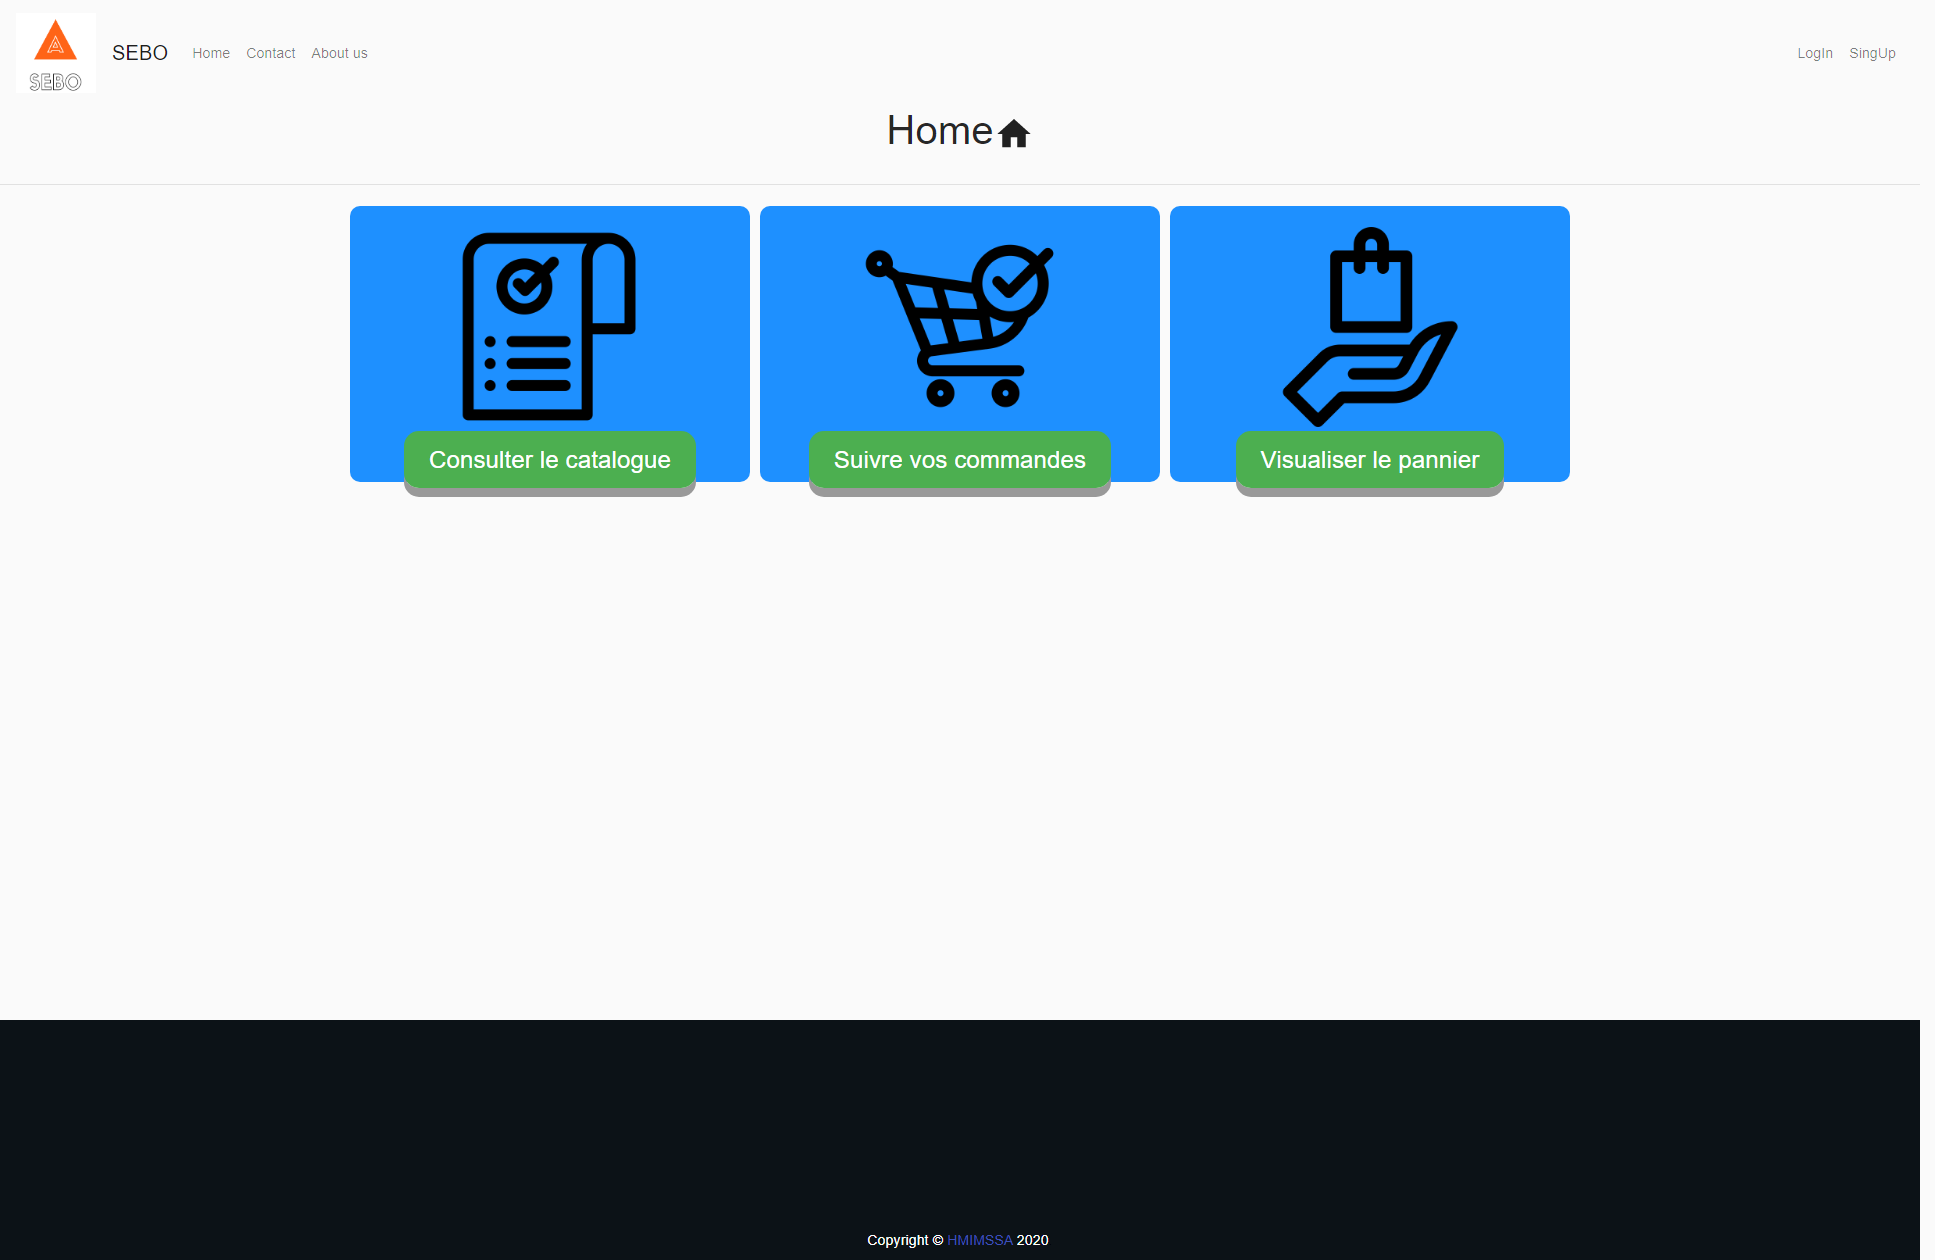 A
SEBO
SEBO Home Contact About us LogIn SingUp
Home
Consulter le catalogue
Suivre vos commandes
Visualiser le pannier
Copyright © HMIMSSA 2020